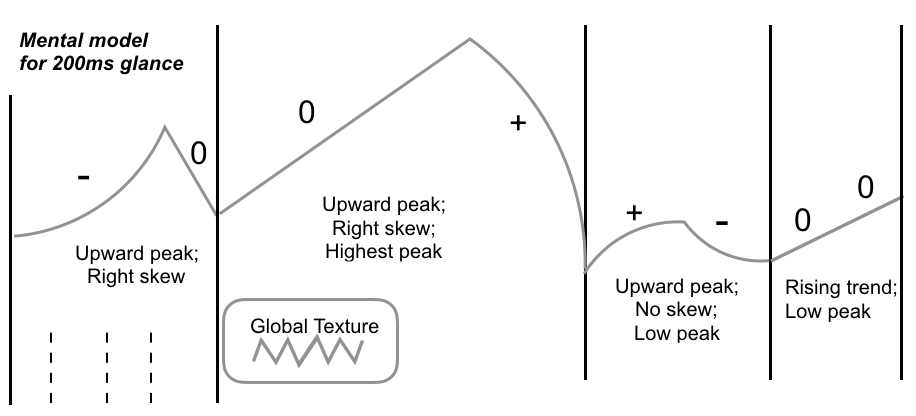 Mental model
for 200ms glance
-
0
0
+
+
-
0
0
Upward peak;
Right skew
Upward peak;
Right skew;
Highest peak
Upward peak;
No skew;
Low peak
Rising trend;
Low peak
Global Texture